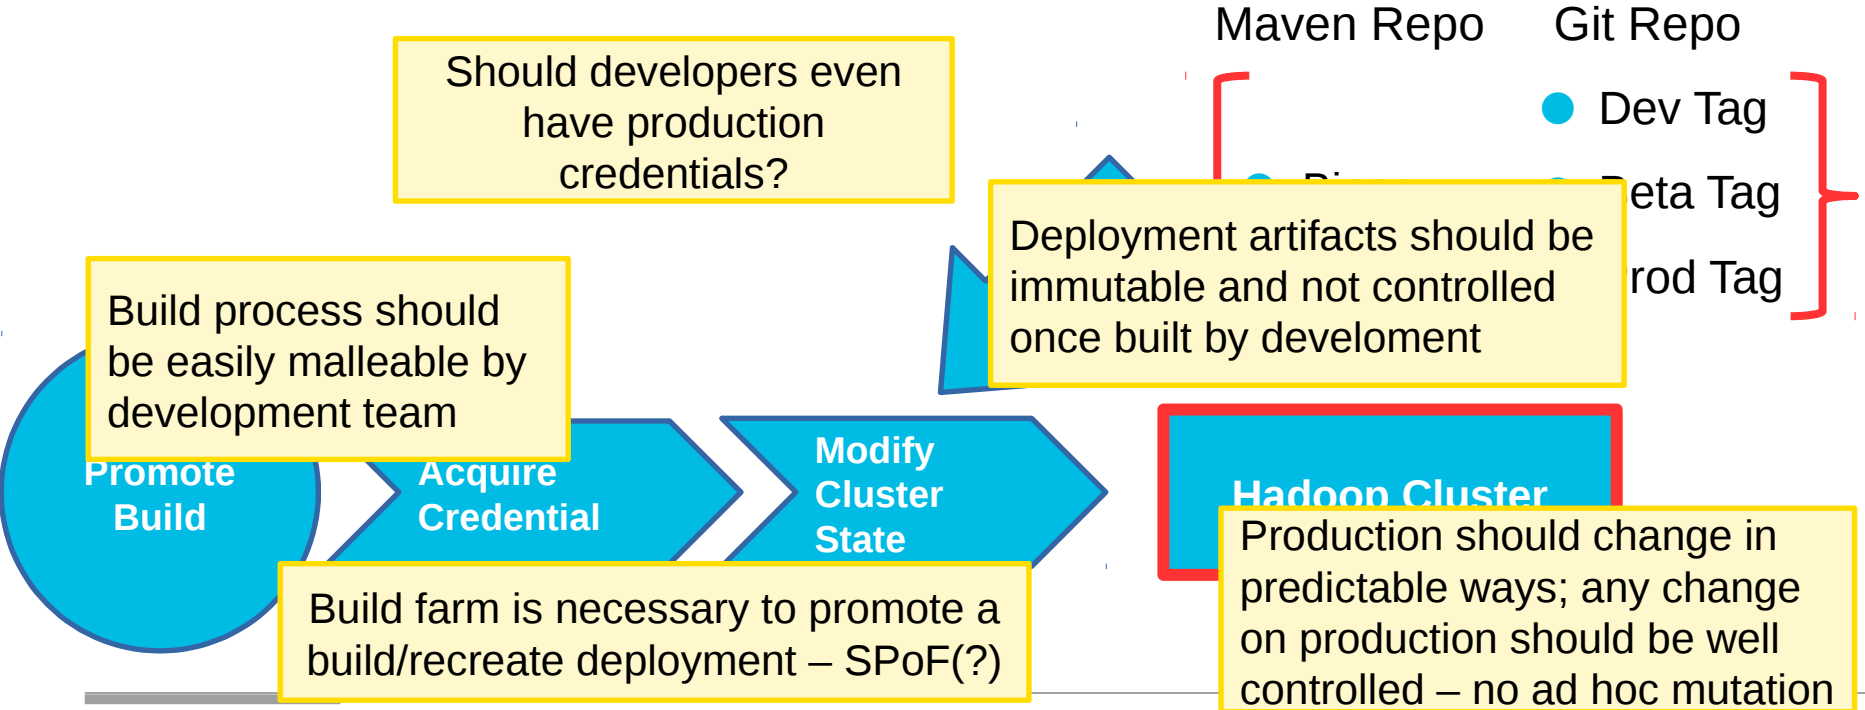 Maven Repo
Git Repo
Should developers even
have production
credentials?
Dev Tag
eta Tag
rod Tag
Deployment artifacts should be
immutable and not controlled
once built by develoment
Build process should
be easily malleable by
development team
Promote
Build
Acquire
Credential
Modify
Cluster
State
Hadoop Cluster
Build farm is necessary to promote a
build/recreate deployment – SPoF(?)
Production should change in
predictable ways; any change
on production should be well
controlled – no ad hoc mutation